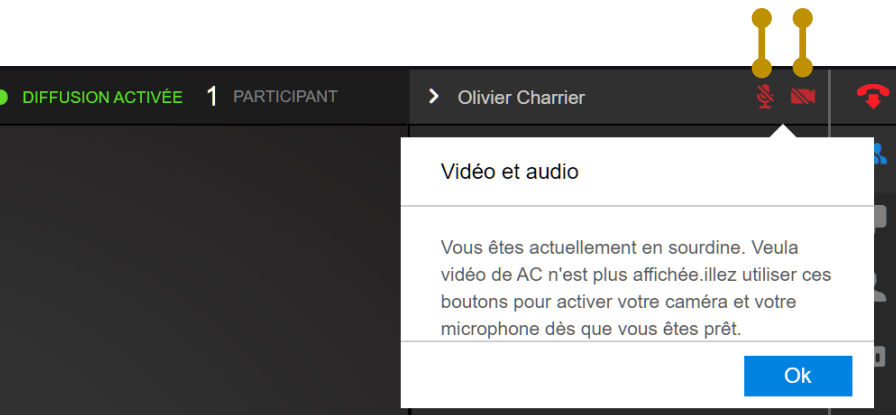 DIFFUSION ACTIVÉE 1 PARTICIPANT
Olivier Charrier
Vidéo et audio
Vous êtes actuellement en sourdine. Veula
vidéo de AC n'est plus affichée.illez utiliser ces
boutons pour activer votre caméra et votre
microphone dès que vous êtes prêt.
Ok